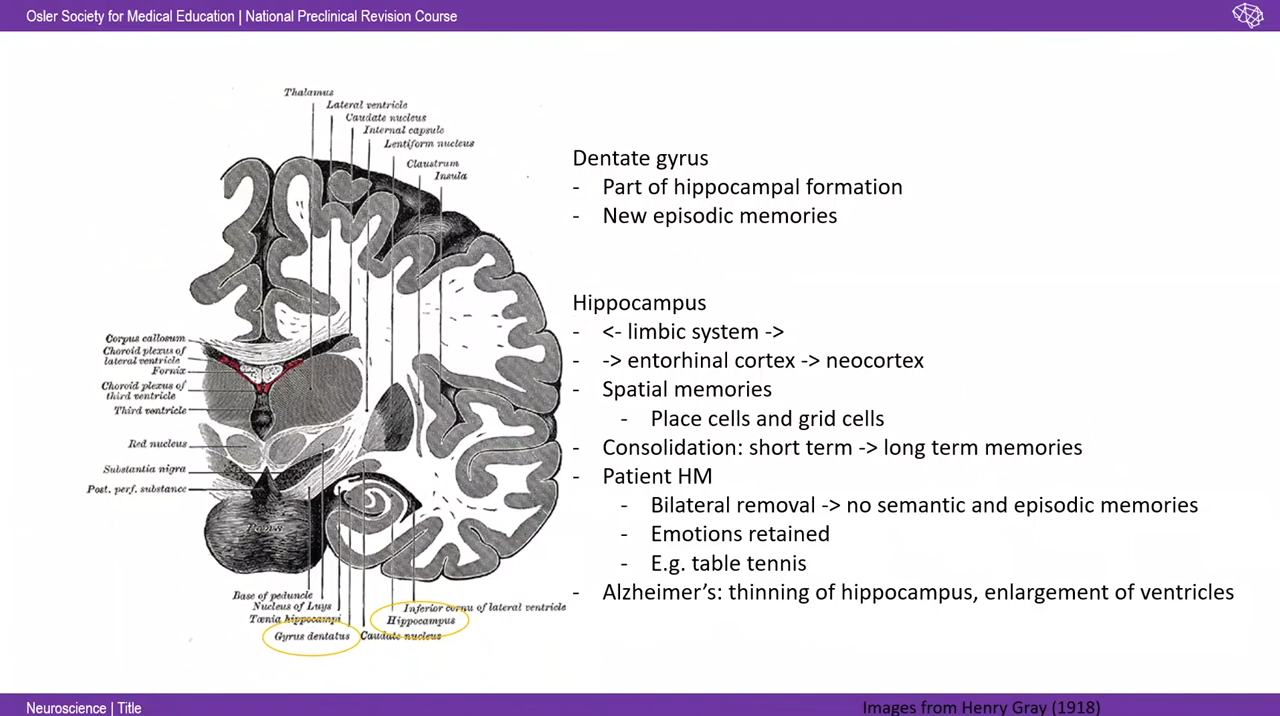 Osler Society for Medical Education | National Preclinical Revision Course
Thalamus
Lateral ventricle
Caudate nucleus
Internal capsule
Lentiform nucleus
Claustrum
Insula
Corpus callosum
Choroid plexus of
lateral ventricle
Fornix
Choroid plexus of
third ventricle
Third ventricle
Red nucleus
Substantia nigra
Post. perf. substance
Pons
Base of peduncle
Nucleus of Luys
Tænia hippocampi
Gyrus dentatus
Inferior cornu of lateral ventricle
Hippocampus
Caudate nucleus
Dentate gyrus
- Part of hippocampal formation
- New episodic memories
Hippocampus
- <- limbic system ->
- -> entorhinal cortex -> neocortex
- Spatial memories
- Place cells and grid cells
- Consolidation: short term -> long term memories
- Patient HM
- Bilateral removal -> no semantic and episodic memories
- Emotions retained
- E.g. table tennis
- Alzheimer’s: thinning of hippocampus, enlargement of ventricles
Neuroscience | Title
Images from Henry Gray (1918)